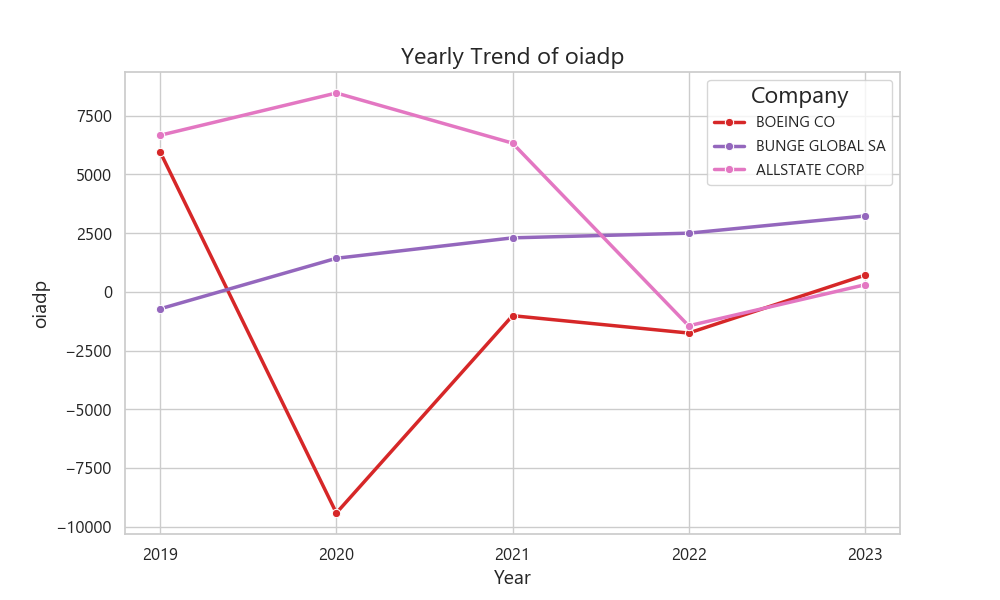 Yearly Trend of oiadp
Company
BOEING CO
BUNGE GLOBAL SA
ALLSTATE CORP
oiadp
7500
5000
2500
0
−2500
−5000
−7500
−10000
2019 2020 2021 2022 2023
Year